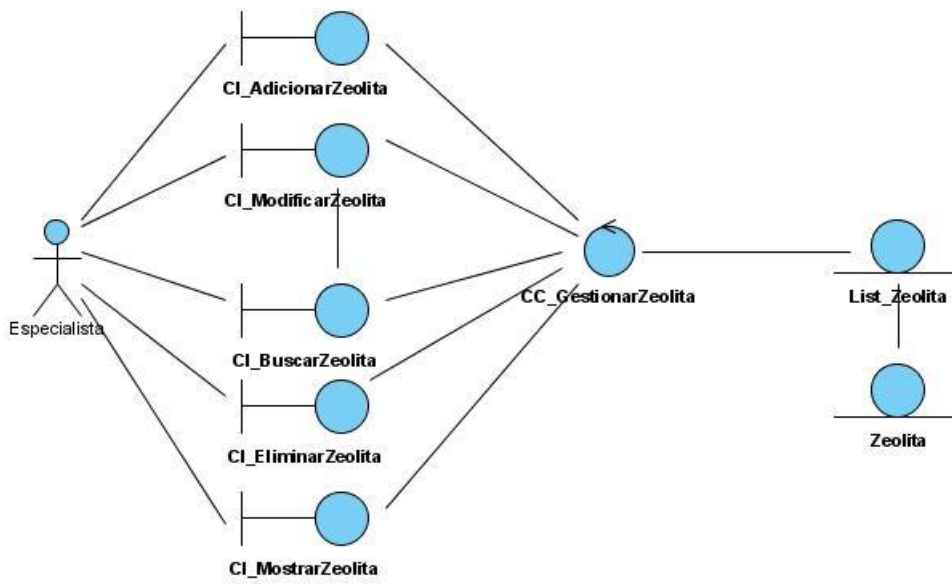 CI_AdicionarZeolita
CI_ModificarZeolita
Especialista
CC_GestionarZeolita
List_Zeolita
CI_BuscarZeolita
CI_EliminarZeolita
Zeolita
CI_MostrarZeolita